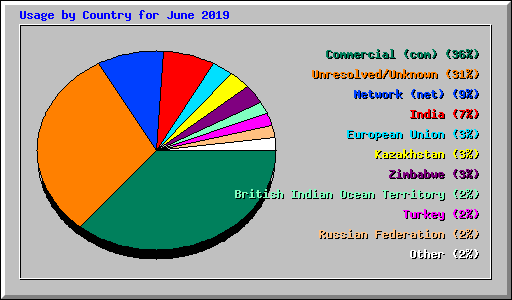 Usage by Country for June 2019
Commercial (com) (36%)
Unresolved/Unknown (31%)
Network (net) (9%)
India (7%)
European Union (3%)
Kazakhstan (3%)
Zimbabwe (3%)
British Indian Ocean Territory (2%)
Turkey (2%)
Russian Federation (2%)
Other (2%)